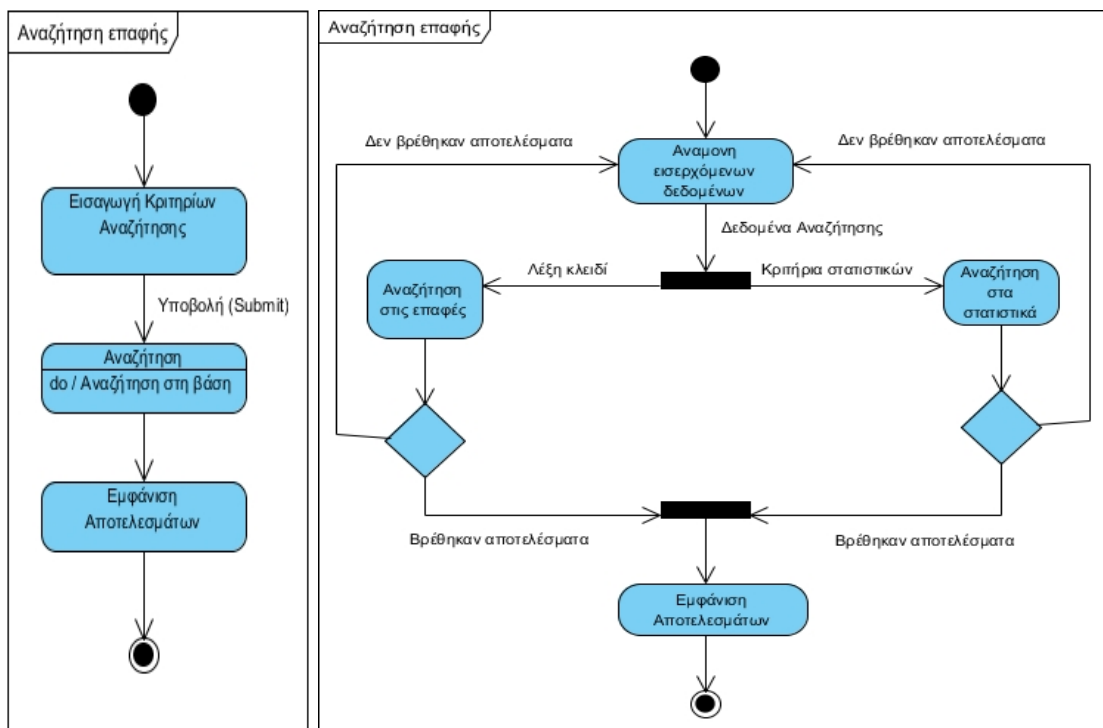 Αναζήτηση επαφής
Εισαγωγή Κριτηρίων
Αναζήτησης
Υποβολή (Submit)
Αναζήτηση
do / Αναζήτηση στη βάση
Εμφάνιση
Αποτελεσμάτων
Αναζήτηση επαφής
Δεν βρέθηκαν αποτελέσματα
Δεν βρέθηκαν αποτελέσματα
Αναμονη
εισερχόμενων
δεδομένων
Δεδομένα Αναζήτησης
Λέξη κλειδί
Κριτήρια στατιστικών
Αναζήτηση
στις επαφές
Αναζήτηση
στα
στατιστικά
Βρέθηκαν αποτελέσματα
Βρέθηκαν αποτελέσματα
Εμφάνιση
Αποτελεσμάτων